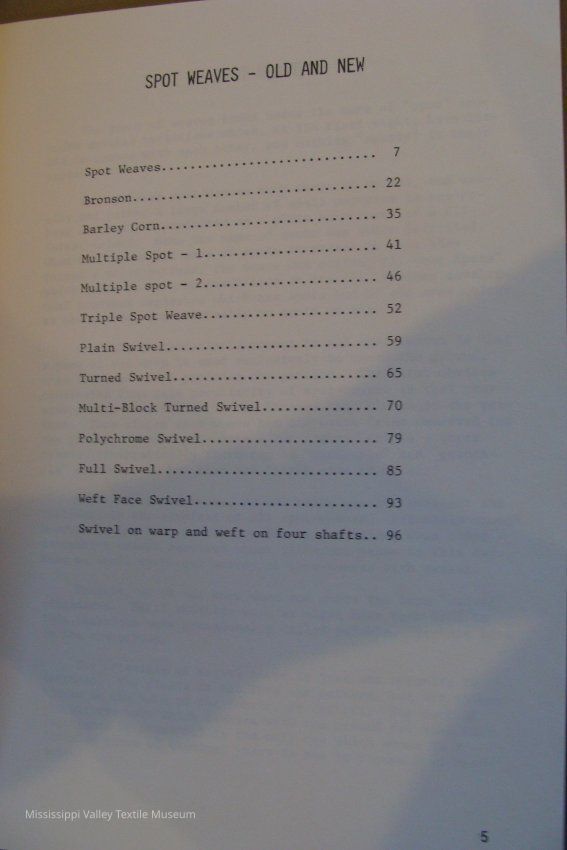 SPOT WEAVES - OLD AND NEW
Spot Weaves............................. 7
Bronson................................. 22
Barley Corn............................. 35
Multiple Spot - 1....................... 41
Multiple spot - 2....................... 46
Triple Spot Weave....................... 52
Plain Swivel............................ 59
Turned Swivel........................... 65
Multi-Block Turned Swivel............... 70
Polychrome Swivel....................... 79
Full Swivel............................. 85
Weft Face Swivel........................ 93
Swivel on warp and weft on four shafts.. 96
Mississippi Valley Textile Museum
5